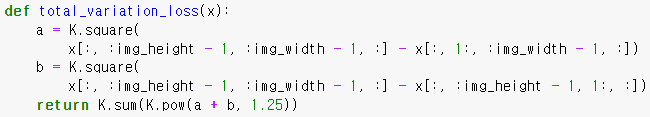 def total_variation_loss(x):
    a = K.square(
        x[:, :img_height - 1, :img_width - 1, :] - x[:, 1:, :img_width - 1, :])
    b = K.square(
        x[:, :img_height - 1, :img_width - 1, :] - x[:, :img_height - 1, 1:, :])
    return K.sum(K.pow(a + b, 1.25))